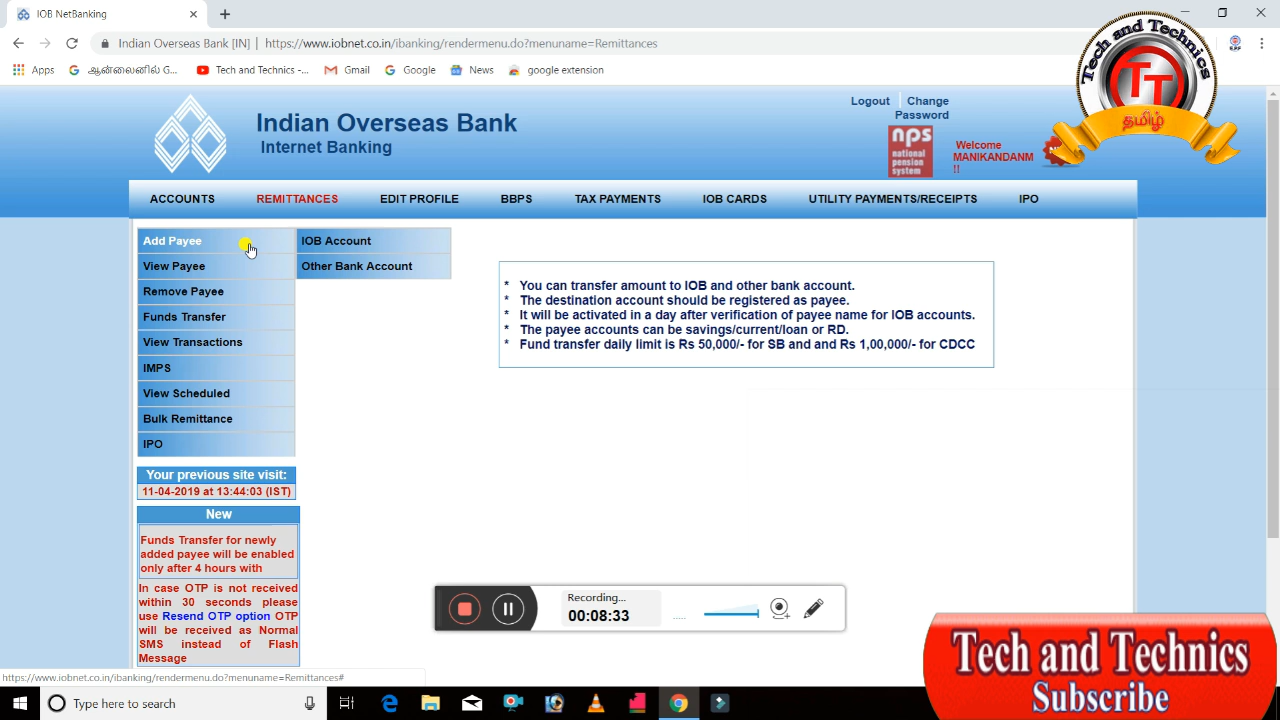 IOB NetBanking
Indian Overseas Bank [IN] | https://www.iobnet.co.in/ibanking/rendermenu.do?menuname=Remittances
Apps
ஆன்லைனில் G...
Tech and Technics -...
Gmail
Google
News
google extension
Tech and Technics
TT
தமிழ்
Indian Overseas Bank
Internet Banking
Logout
Change Password
nps
national
pension
system
Welcome
MANIKANDANM
!!
ACCOUNTS REMITTANCES EDIT PROFILE BBPS TAX PAYMENTS IOB CARDS UTILITY PAYMENTS/RECEIPTS IPO
Add Payee
IOB Account
View Payee
Other Bank Account
Remove Payee
Funds Transfer
View Transactions
IMPS
View Scheduled
Bulk Remittance
IPO
* You can transfer amount to IOB and other bank account.
* The destination account should be registered as payee.
* It will be activated in a day after verification of payee name for IOB accounts.
* The payee accounts can be savings/current/loan or RD.
* Fund transfer daily limit is Rs 50,000/- for SB and and Rs 1,00,000/- for CDCC
Your previous site visit:
11-04-2019 at 13:44:03 (IST)
New
Funds Transfer for newly
added payee will be enabled
only after 4 hours with
In case OTP is not received
within 30 seconds please
use Resend OTP option OTP
will be received as Normal
SMS instead of Flash
Message
Recording...
00:08:33
https://www.iobnet.co.in/ibanking/rendermenu.do?menuname=Remittances#
Type here to search
Tech and Technics
Subscribe